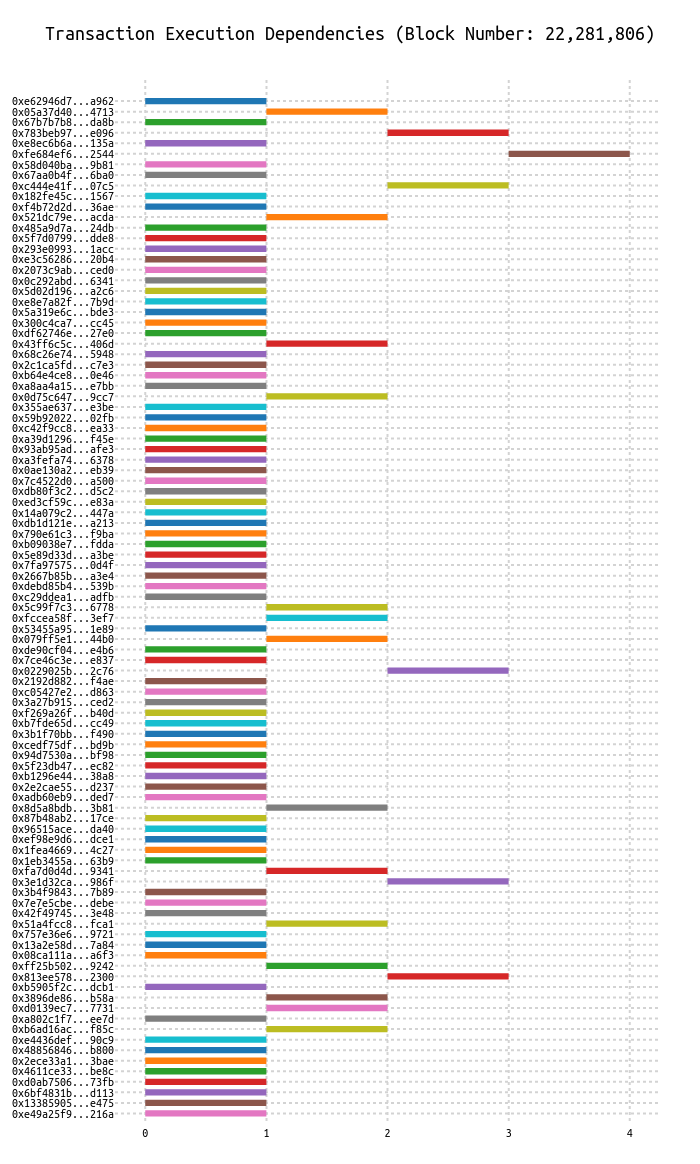 Transaction Execution Dependencies (Block Number: 22,281,806)
0xe62946d7...a962
0x05a37d40...4713
0x67b7b7b8...da8b
0x783beb97...e096
0xe8ec6b6a...135a
0xfe684ef6...2544
0x58d040ba...9b81
0x67aa0b4f...6ba0
0xc444e41f...07c5
0x182fe45c...1567
0xf4b72d2d...36ae
0x521dc79e...acda
0x485a9d7a...24db
0x5f7d0799...dde8
0x293e0993...1acc
0xe3c56286...20b4
0x2073c9ab...ced0
0x0c292abd...6341
0x5d02d196...a2c6
0xe8e7a82f...7b9d
0x5a319e6c...bde3
0x300c4ca7...cc45
0xdf62746e...27e0
0x43ff6c5c...406d
0x68c26e74...5948
0x2c1ca5fd...c7e3
0xb64e4ce8...0e46
0xa8aa4a15...e7bb
0x0d75c647...9cc7
0x355ae637...e3be
0x59b92022...02fb
0xc42f9cc8...ea33
0xa39d1296...f45e
0x93ab95ad...afe3
0xa3fefa74...6378
0x0ae130a2...eb39
0x7c4522d0...a500
0xdb80f3c2...d5c2
0xed3cf59c...e83a
0x14a079c2...447a
0xdb1d121e...a213
0x790e61c3...f9ba
0xb09038e7...fdda
0x5e89d33d...a3be
0x7fa97575...0d4f
0x2667b85b...a3e4
0xdebd85b4...539b
0xc29ddea1...adfb
0x5c99f7c3...6778
0xfccea58f...3ef7
0x53455a95...1e89
0x079ff5e1...44b0
0xde90cf04...e4b6
0x7ce46c3e...e837
0x0229025b...2c76
0x2192d882...f4ae
0xc05427e2...d863
0x3a27b915...ced2
0xf269a26f...b40d
0xb7fde65d...cc49
0x3b1f70bb...f490
0xcedf75df...bd9b
0x94d7530a...bf98
0x5f23db47...ec82
0xb1296e44...38a8
0x2e2cae55...d237
0xadb60eb9...ded7
0x8d5a8bdb...3b81
0x87b48ab2...17ce
0x96515ace...da40
0xef98e9d6...dce1
0x1fea4669...4c27
0x1eb3455a...63b9
0xfa7d0d4d...9341
0x3e1d32ca...986f
0x3b4f9843...7b89
0x7e7e5cbe...debe
0x42f49745...3e48
0x51a4fcc8...fca1
0x757e36e6...9721
0x13a2e58d...7a84
0x08ca111a...a6f3
0xff25b502...9242
0x813ee578...2300
0xb5905f2c...dcb1
0x3896de86...b58a
0xd0139ec7...7731
0xa802c1f7...ee7d
0xb6ad16ac...f85c
0xe4436def...90c9
0x48856846...b800
0x2ece33a1...3bae
0x4611ce33...be8c
0xd0ab7506...73fb
0x6bf4831b...d113
0x13385905...e475
0xe49a25f9...216a
0 1 2 3 4